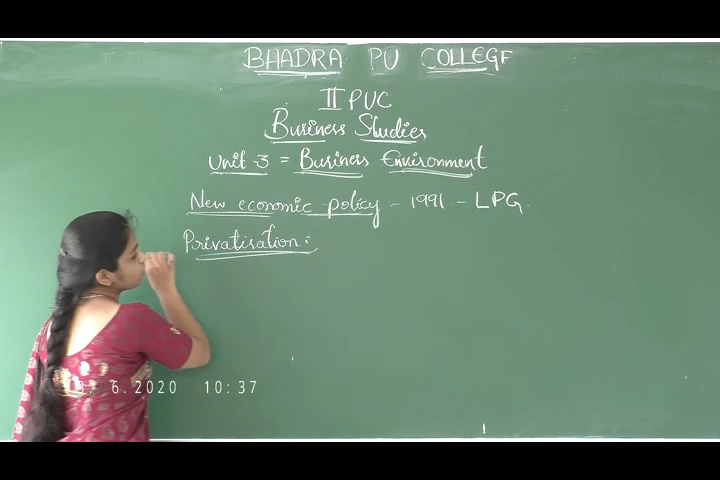 BHADRA PU COLLEGE
II PUC
Business Studies
Unit-3 = Business Environment
New economic policy - 1991 - LPG
Privatisation:
6.2020 10:37